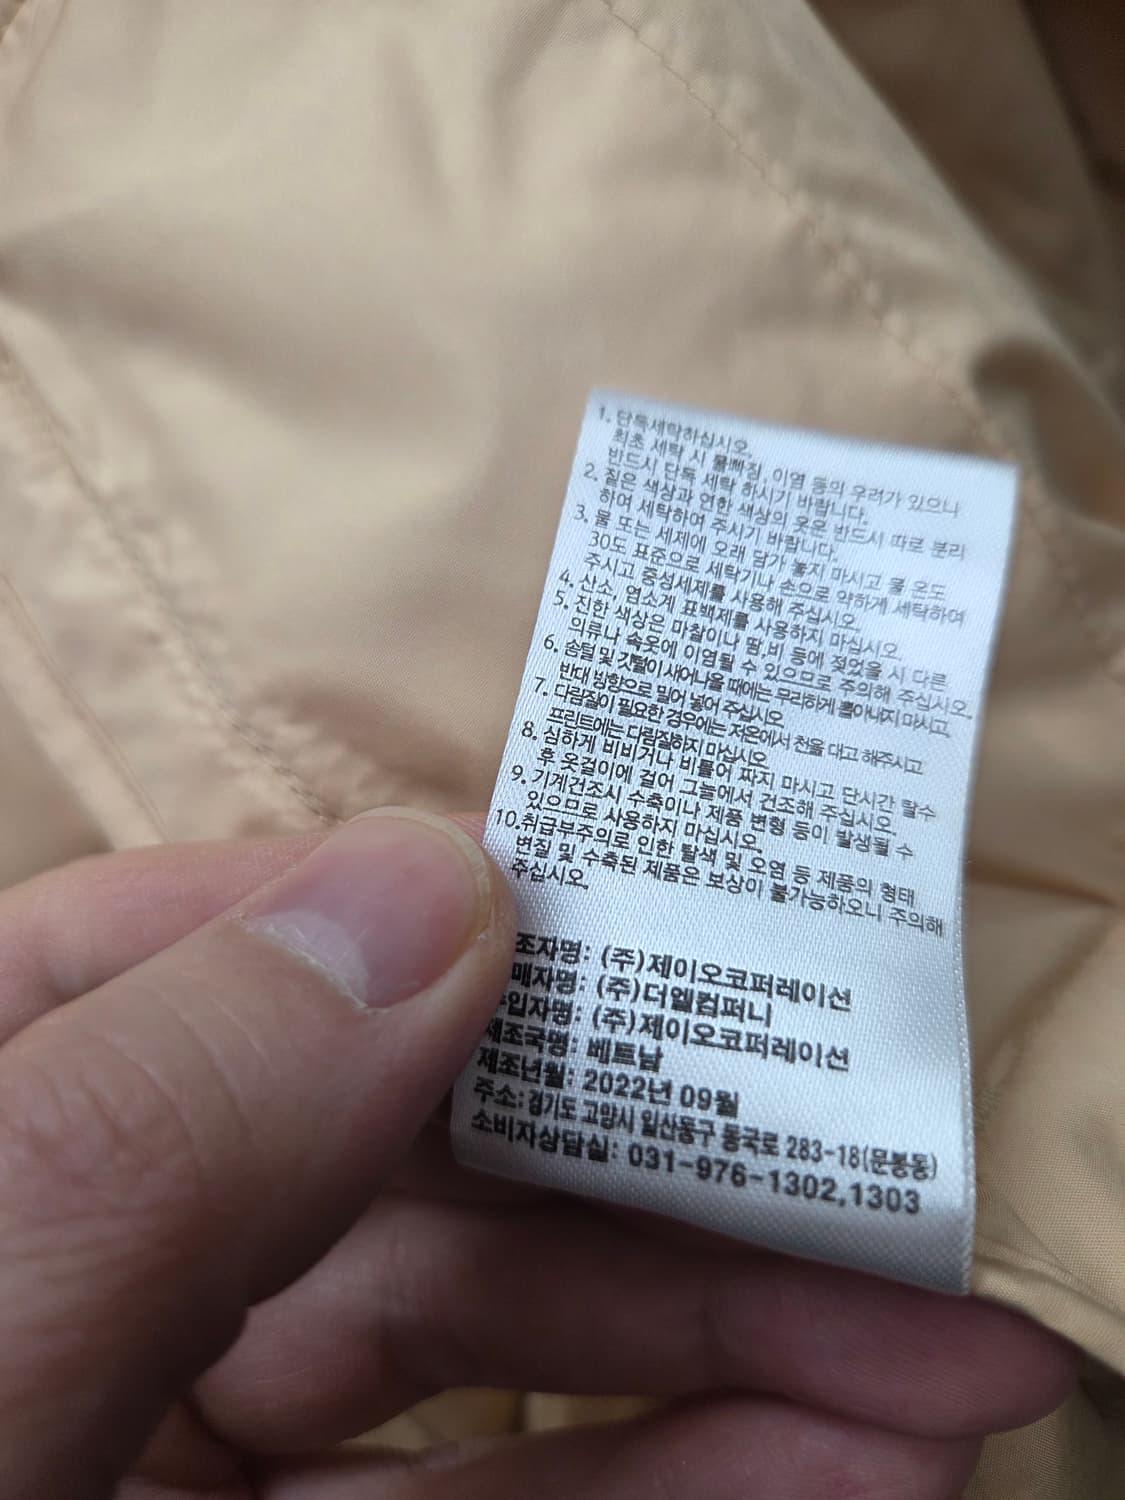 1. 단독세탁하십시오.
최초 세탁 시 물빠짐, 이염 등의 우려가 있으나
반드시 단독 세탁 하시기 바랍니다.
2. 짙은 색상과 연한 색상의 옷은 반드시 따로 분리
하여 세탁하여 주시기 바랍니다.
3. 물 또는 세제에 오래 담가 놓지 마시고 물 온도
30도 표준으로 세탁기나 손으로 약하게 세탁하여
주시고 중성세제를 사용해 주십시오.
4. 산소, 염소계 표백제를 사용하지 마십시오.
5. 진한 색상은 마찰이나 땀,비 등에 젖었을 시 다른
의류나 속옷에 이염될 수 있으므로 주의해 주십시오.
6. 솜털 및 깃털이 새어나올 때에는 무리하게 뽑아내지 마시고,
반대 방향으로 밀어 넣어 주십시오.
7. 다림질이 필요한 경우에는 저온에서 천을 대고 해주시고
프린트에는 다림질하지 마십시오.
8. 심하게 비비거나 비틀어 짜지 마시고 단시간 탈수
후 옷걸이에 걸어 그늘에서 건조해 주십시오.
9. 기계건조시 수축이나 제품 변형 등이 발생될 수
있으므로 사용하지 마십시오.
10.취급부주의로 인한 탈색 및 오염 등 제품의 형태
변질 및 수축된 제품은 보상이 불가능하오니 주의해
주십시오.
조자명: (주)제이오코퍼레이션
매자명: (주)더엘컴퍼니
입자명: (주)제이오코퍼레이션
제조국명: 베트남
제조년월: 2022년 09월
주소:경기도 고양시 일산동구 동국로 283-18(문봉동)
소비자상담실: 031-976-1302,1303